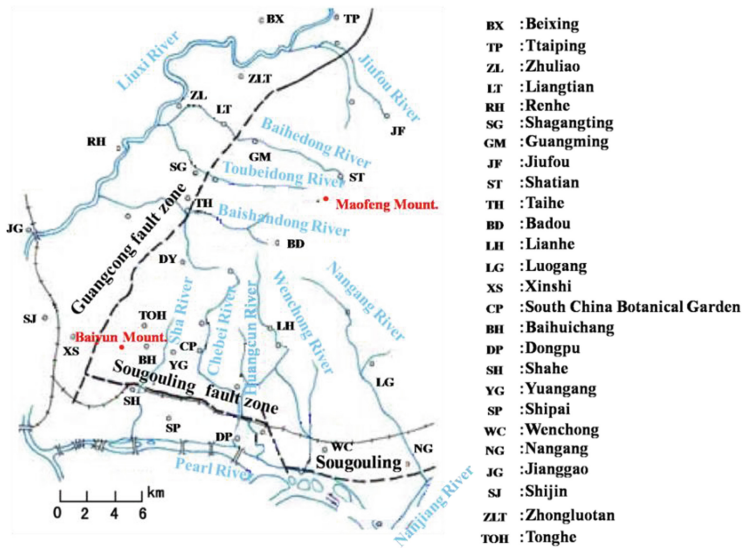 BX
TP
Liuxi River
Jiufou River
ZLT
ZL
LT
JF
RH
Baihedong River
GM
SG
Toubeidong River
ST
Maofeng Mount.
TH
Baishandong River
JG
Guangcong fault zone
BD
DY
Nangang River
Wenchong River
SJ
TOH
Sha River
Chebei River
Huangcun River
LH
Baiyun Mount.
XS
BH
YG
CP
LG
Sougouling fault zone
SH
SP
DP
WC
NG
Sougouling
Pearl River
Nanjiang River
km
0 2 4 6
BX :Beixing
TP :Ttaiping
ZL :Zhuliao
LT :Liangtian
RH :Renhe
SG :Shagangting
GM :Guangming
JF :Jiufou
ST :Shatian
TH :Taihe
BD :Badou
LH :Lianhe
LG :Luogang
XS :Xinshi
CP :South China Botanical Garden
BH :Baihuichang
DP :Dongpu
SH :Shahe
YG :Yuangang
SP :Shipai
WC :Wenchong
NG :Nangang
JG :Jianggao
SJ :Shijin
ZLT :Zhongluotan
TOH :Tonghe